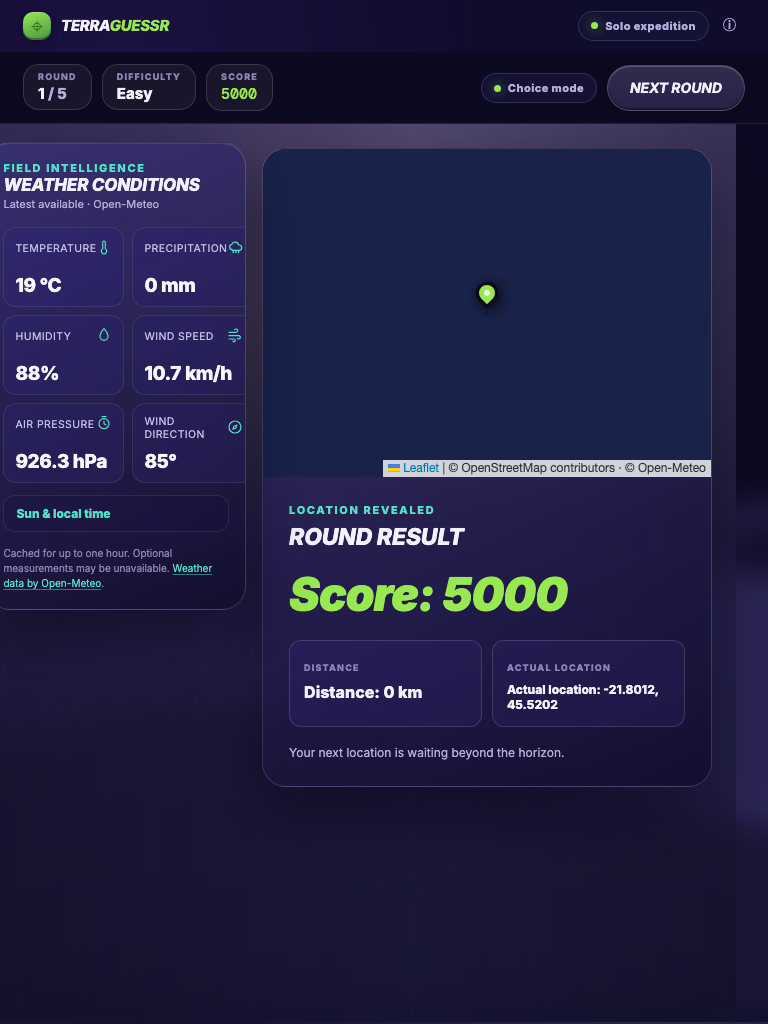 TERRAGUESSR
Solo expedition
ROUND
1 / 5
DIFFICULTY
Easy
SCORE
5000
Choice mode
NEXT ROUND
FIELD INTELLIGENCE
WEATHER CONDITIONS
Latest available · Open-Meteo
TEMPERATURE
19 °C
PRECIPITATION
0 mm
HUMIDITY
88%
WIND SPEED
10.7 km/h
AIR PRESSURE
926.3 hPa
WIND
DIRECTION
85°
Sun & local time
Cached for up to one hour. Optional
measurements may be unavailable. Weather
data by Open-Meteo.
Leaflet | © OpenStreetMap contributors · © Open-Meteo
LOCATION REVEALED
ROUND RESULT
Score: 5000
DISTANCE
Distance: 0 km
ACTUAL LOCATION
Actual location: -21.8012,
45.5202
Your next location is waiting beyond the horizon.